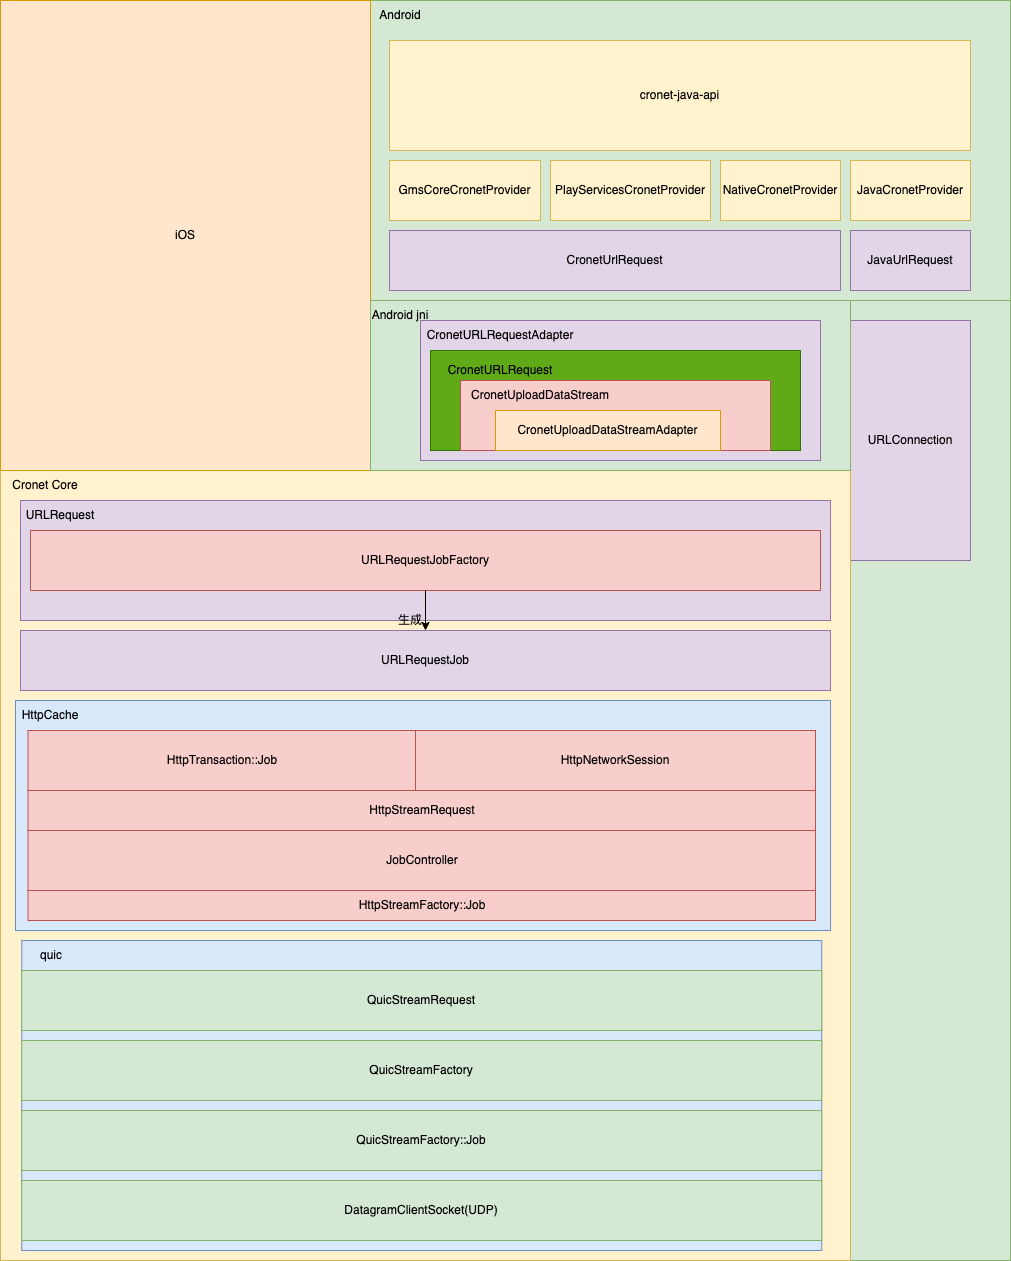 Android
cronet-java-api
GmsCoreCronetProvider
PlayServicesCronetProvider
NativeCronetProvider
JavaCronetProvider
iOS
CronetUrlRequest
JavaUrlRequest
Android jni
CronetURLRequestAdapter
CronetURLRequest
CronetUploadDataStream
CronetUploadDataStreamAdapter
URLConnection
Cronet Core
URLRequest
URLRequestJobFactory
生成
URLRequestJob
HttpCache
HttpTransaction::Job
HttpNetworkSession
HttpStreamRequest
JobController
HttpStreamFactory::Job
quic
QuicStreamRequest
QuicStreamFactory
QuicStreamFactory::Job
DatagramClientSocket(UDP)